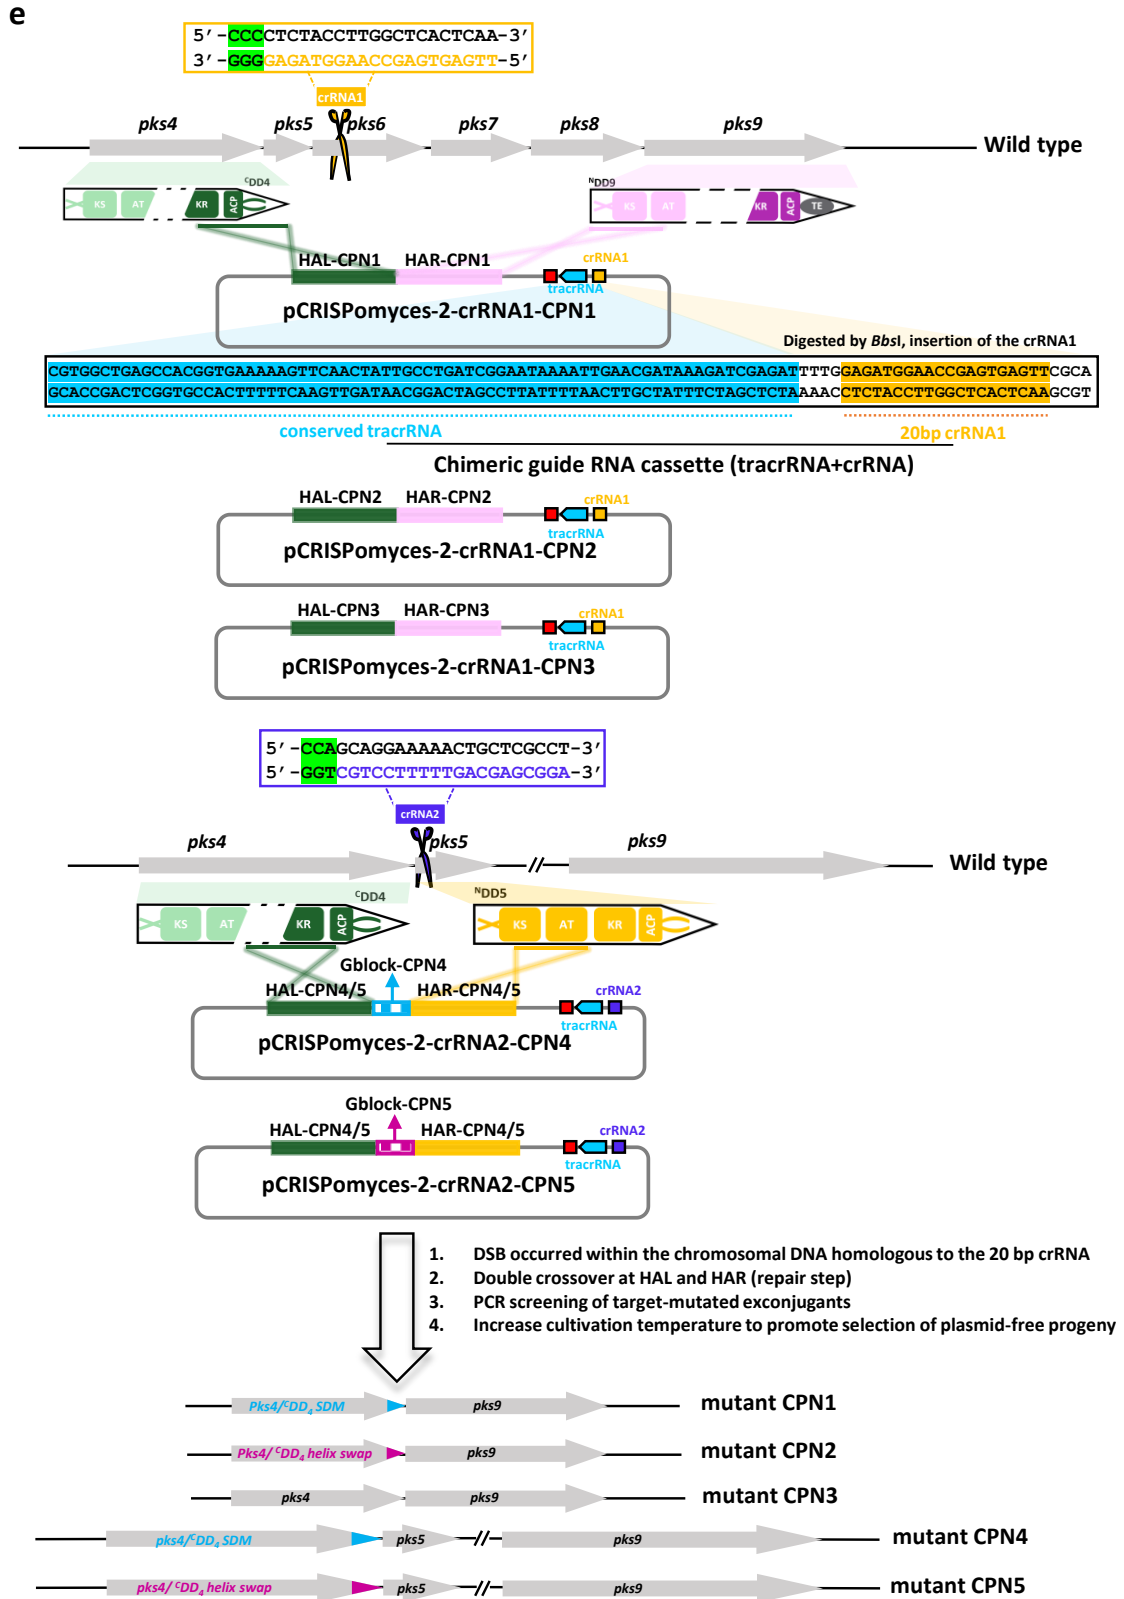 e
5’-CCCCTCTACCTTGGCTCACTCAA-3’
3’-GGGGAGATGGAACCGAGTGAGTT-5’
crRNA1
pks4 pks5 pks6 pks7 pks8 pks9
Wild type
CDD4
NDD9
KS AT KR ACP
KS AT KR ACP TE
HAL-CPN1 HAR-CPN1
crRNA1
tracrRNA
pCRISPomyces-2-crRNA1-CPN1
Digested by BbsI, insertion of the crRNA1
CGTGGCTGAGCCACGGTGAAAAAGTTCAACTATTGCCTGATCGGAATAAAATTGAACGATAAAGATCGAGATTTTGGAGATGGAACCGAGTGAGTTCGCA
GCACCGACTCGGTGCCACTTTTTCAAGTTGATAACGGACTAGCCTTATTTTAACTTGCTATTTCTAGCTCTAAAACCTCTACCTTGGCTCACTCAAGCGT
conserved tracrRNA
20bp crRNA1
Chimeric guide RNA cassette (tracrRNA+crRNA)
HAL-CPN2 HAR-CPN2
crRNA1
tracrRNA
pCRISPomyces-2-crRNA1-CPN2
HAL-CPN3 HAR-CPN3
crRNA1
tracrRNA
pCRISPomyces-2-crRNA1-CPN3
5’-CCAGCAGGAAAAACTGCTCGCCT-3’
5’-GGTCGTCCTTTTTGACGAGCGGA-3’
crRNA2
pks4 pks5 pks9
Wild type
CDD4
NDD5
KS AT KR ACP
KS AT KR ACP
Gblock-CPN4
HAL-CPN4/5 HAR-CPN4/5
crRNA2
tracrRNA
pCRISPomyces-2-crRNA2-CPN4
Gblock-CPN5
HAL-CPN4/5 HAR-CPN4/5
crRNA2
tracrRNA
pCRISPomyces-2-crRNA2-CPN5
1. DSB occurred within the chromosomal DNA homologous to the 20 bp crRNA
2. Double crossover at HAL and HAR (repair step)
3. PCR screening of target-mutated exconjugants
4. Increase cultivation temperature to promote selection of plasmid-free progeny
Pks4/CDD4 SDM pks9 mutant CPN1
Pks4/ CDD4 helix swap pks9 mutant CPN2
pks4 pks9 mutant CPN3
pks4/CDD4 SDM pks5 pks9 mutant CPN4
pks4/ CDD4 helix swap pks5 pks9 mutant CPN5